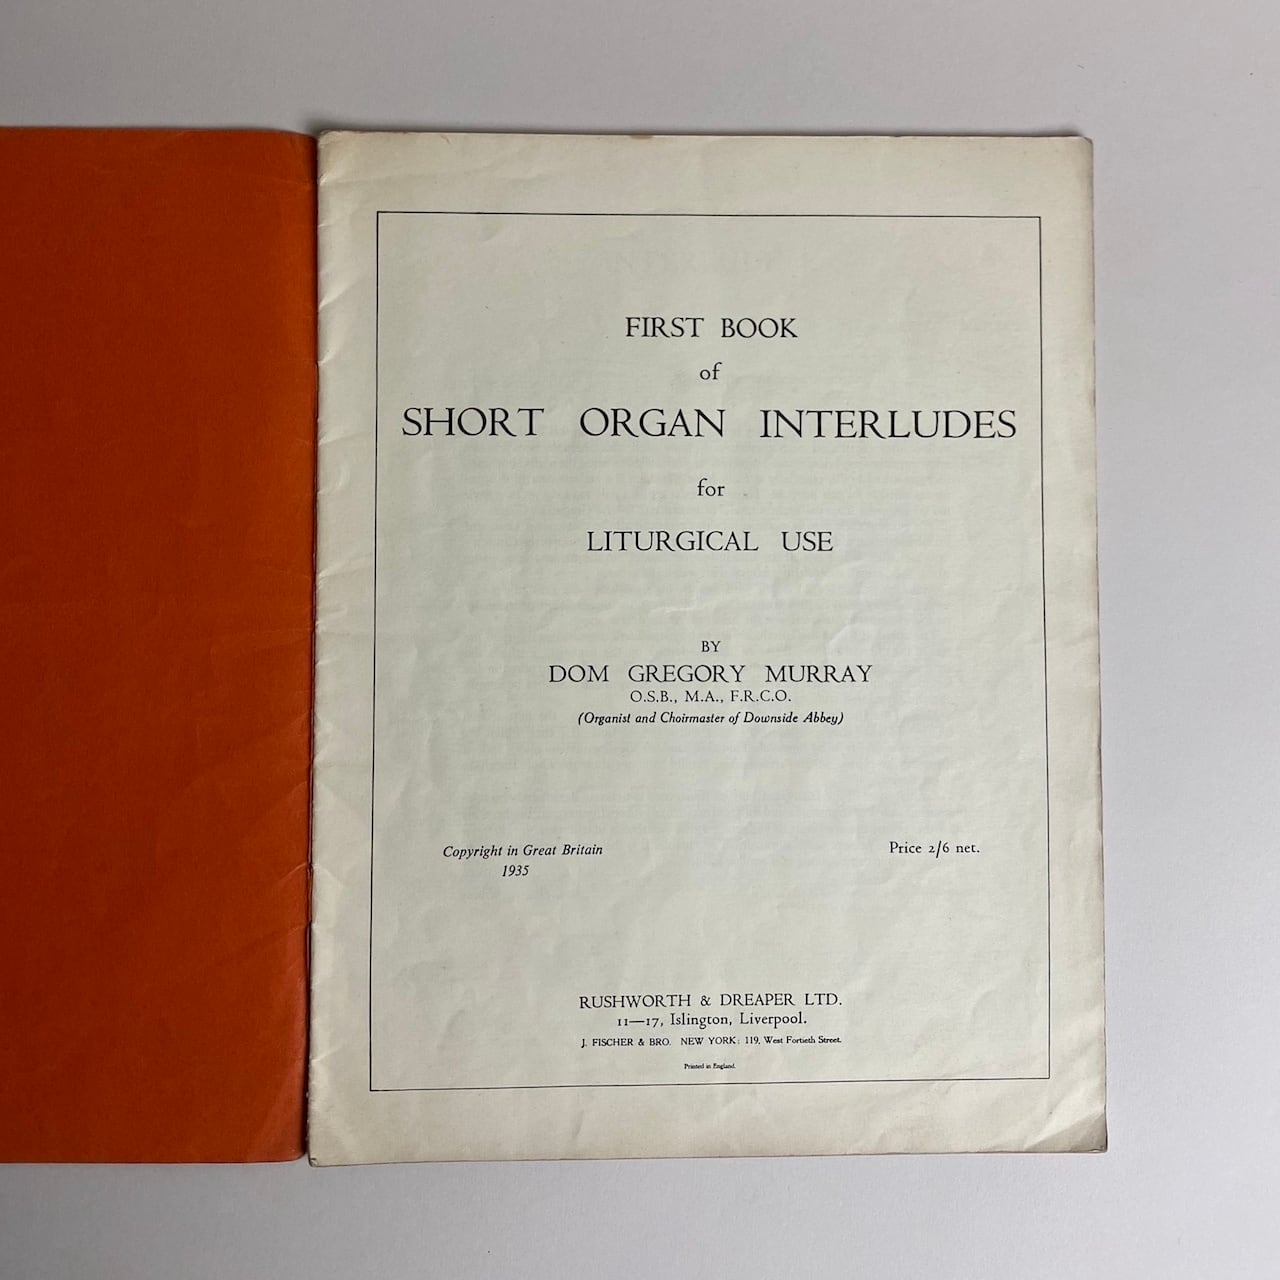 FIRST BOOK
of
SHORT ORGAN INTERLUDES
for
LITURGICAL USE
BY
DOM GREGORY MURRAY
O.S.B., M.A., F.R.C.O.
(Organist and Choirmaster of Downside Abbey)
Copyright in Great Britain
1935
Price 2/6 net.
RUSHWORTH & DREAPER LTD.
11—17, Islington, Liverpool.
J. FISCHER & BRO. NEW YORK: 119, West Fortieth Street.
Printed in England.